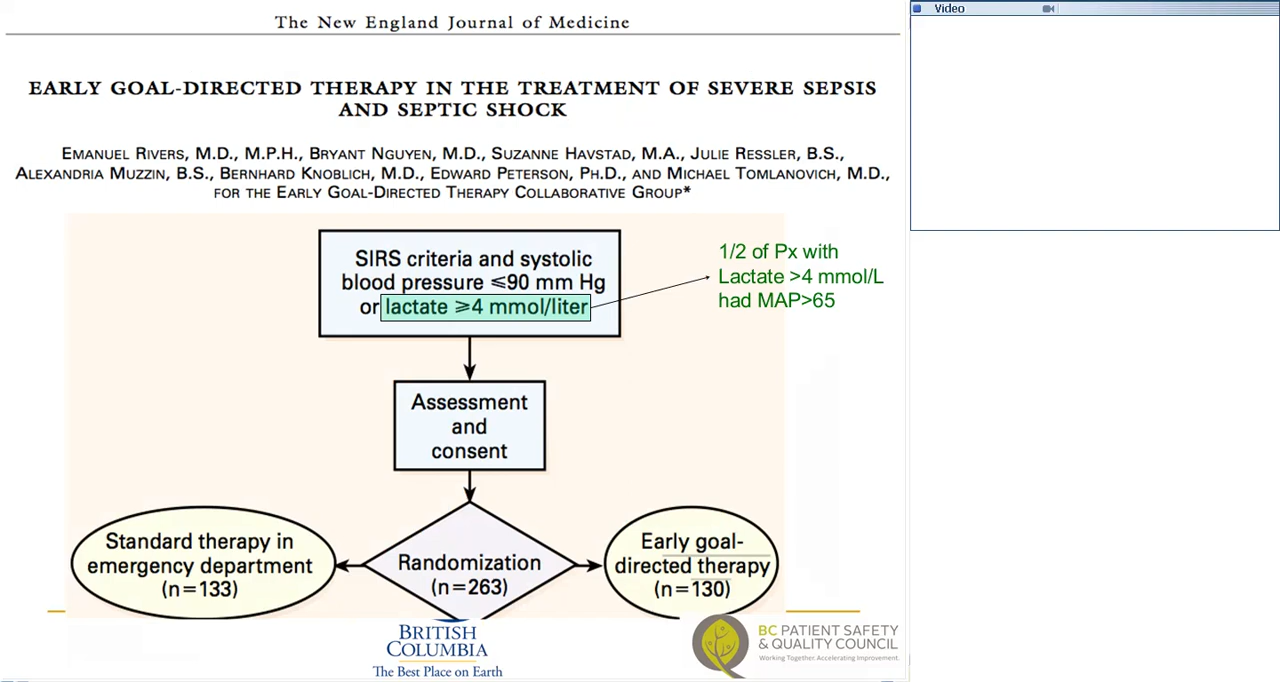 The New England Journal of Medicine
Video
EARLY GOAL-DIRECTED THERAPY IN THE TREATMENT OF SEVERE SEPSIS
AND SEPTIC SHOCK
EMANUEL RIVERS, M.D., M.P.H., BRYANT NGUYEN, M.D., SUZANNE HAVSTAD, M.A., JULIE RESSLER, B.S.,
ALEXANDRIA MUZZIN, B.S., BERNHARD KNOBLICH, M.D., EDWARD PETERSON, PH.D., AND MICHAEL TOMLANOVICH, M.D.,
FOR THE EARLY GOAL-DIRECTED THERAPY COLLABORATIVE GROUP*
SIRS criteria and systolic
blood pressure ≤90 mm Hg
or lactate ≥4 mmol/liter
1/2 of Px with
Lactate >4 mmol/L
had MAP>65
Assessment
and
consent
Standard therapy in
emergency department
(n=133)
Randomization
(n=263)
Early goal-
directed therapy
(n=130)
BRITISH
COLUMBIA
The Best Place on Earth
BC PATIENT SAFETY
& QUALITY COUNCIL
Working Together. Accelerating Improvement.